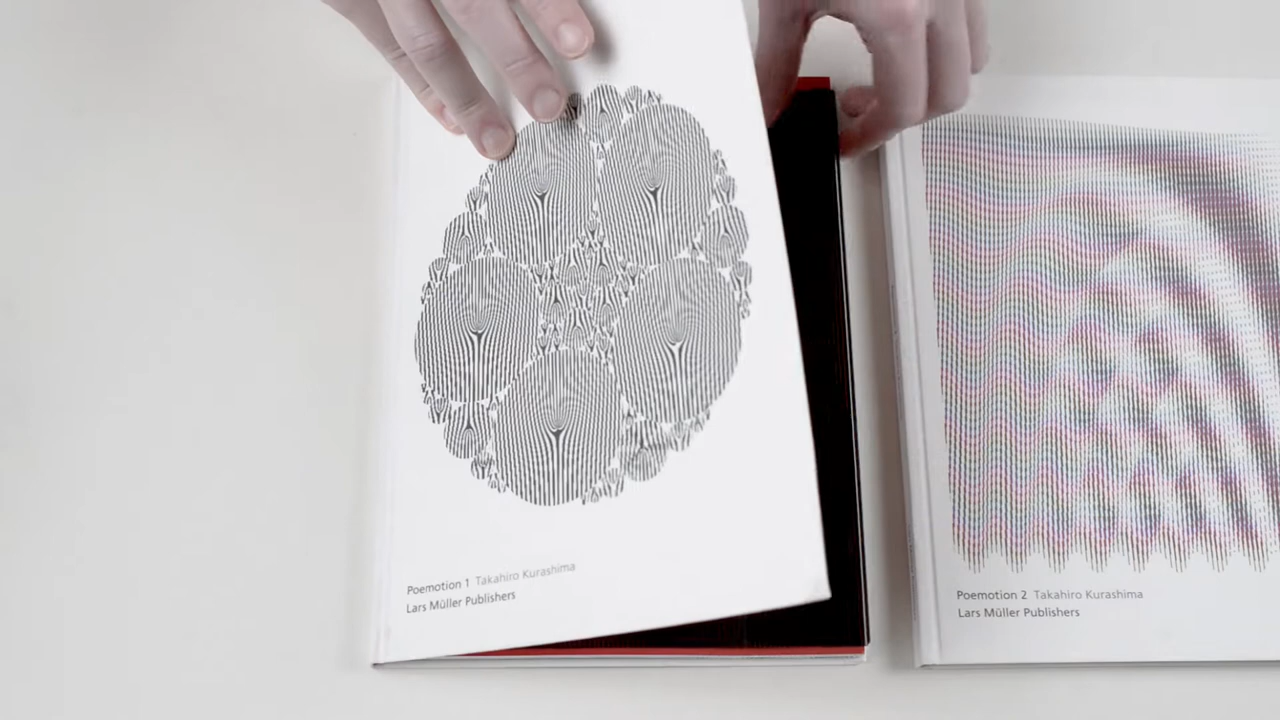 Poemotion 1 Takahiro Kurashima
Lars Müller Publishers
Poemotion 2 Takahiro Kurashima
Lars Müller Publishers